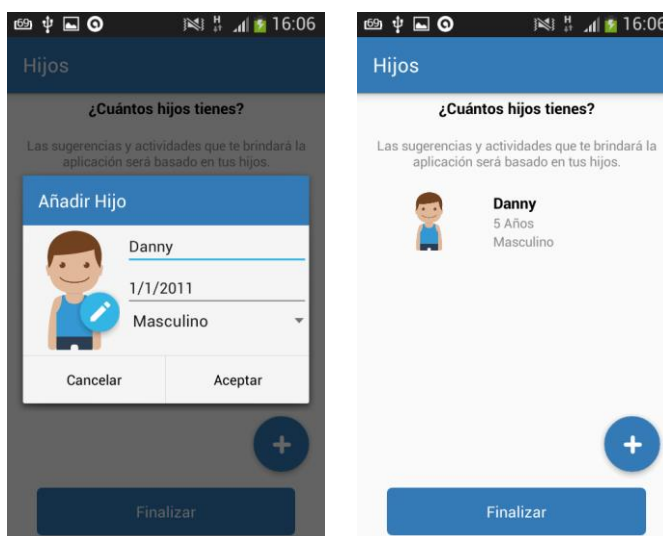 69 H 16:06
Hijos
¿Cuántos hijos tienes?
Las sugerencias y actividades que te brindará la
aplicación será basado en tus hijos.
Añadir Hijo
Danny
1/1/2011
Masculino
Cancelar Aceptar
+
Finalizar
69 H 16:06
Hijos
¿Cuántos hijos tienes?
Las sugerencias y actividades que te brindará la
aplicación será basado en tus hijos.
Danny
5 Años
Masculino
+
Finalizar